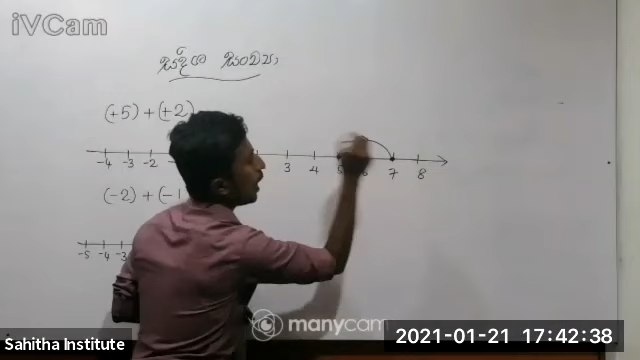 iVCam
සදිශ සංඛ්‍යා
(+5) + (+2)
-4 -3 -2 3 4 5 7 8
(-2) + (-1
-5 -4 -3
manycam
2021-01-21 17:42:38
Sahitha Institute